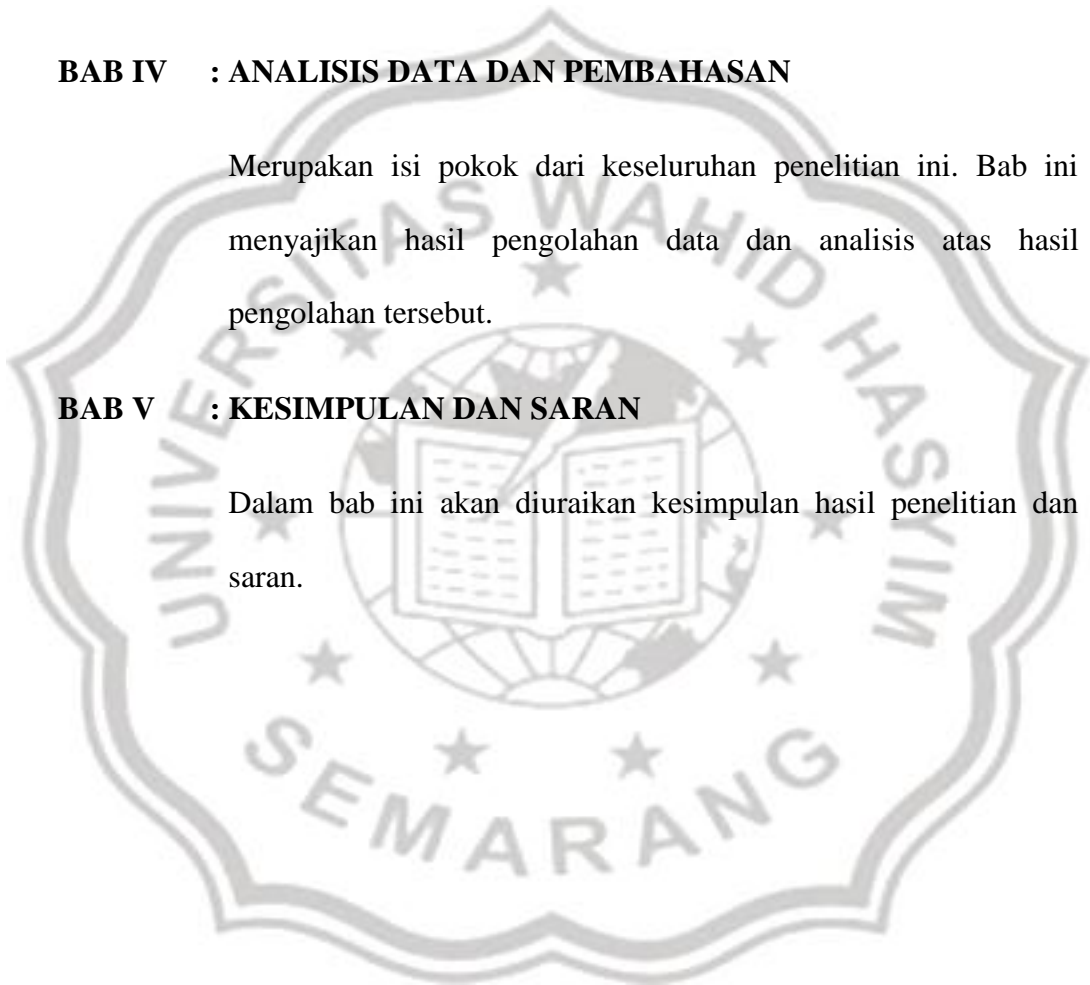 BAB IV : ANALISIS DATA DAN PEMBAHASAN
Merupakan isi pokok dari keseluruhan penelitian ini. Bab ini
menyajikan hasil pengolahan data dan analisis atas hasil
pengolahan tersebut.
BAB V : KESIMPULAN DAN SARAN
Dalam bab ini akan diuraikan kesimpulan hasil penelitian dan
saran.
UNIVERSITAS WAHID HASYIM
SEMARANG